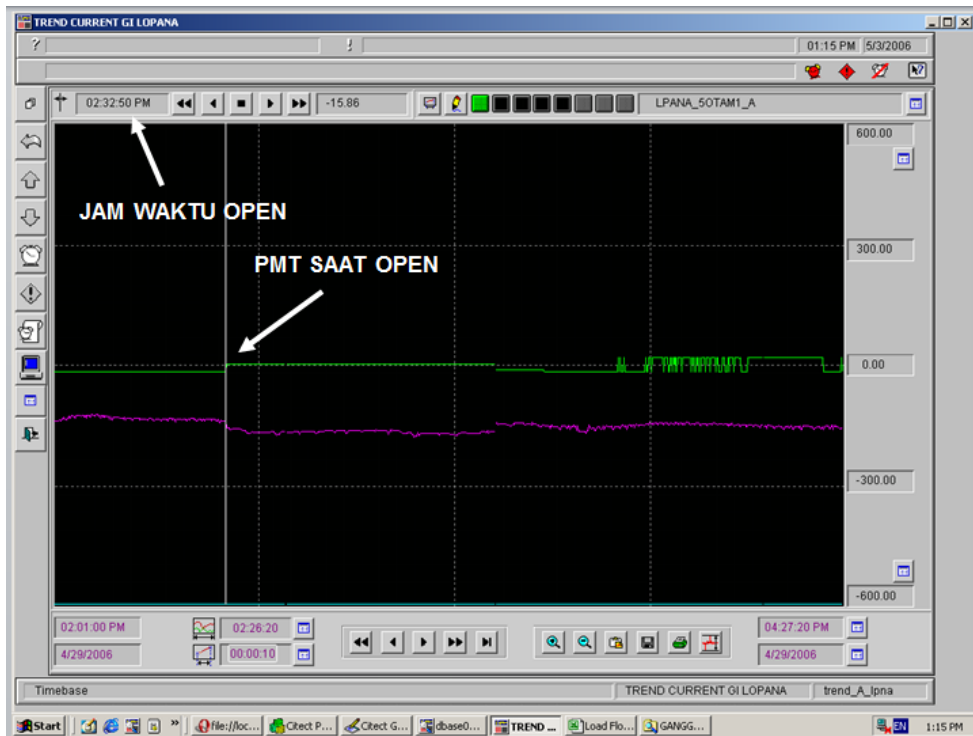 TREND CURRENT GI LOPANA
01:15 PM 5/3/2006
02:32:50 PM -15.86 LPANA_5OTAM1_A
600.00
JAM WAKTU OPEN
300.00
PMT SAAT OPEN
0.00
-300.00
-600.00
02:01:00 PM 02:26:20 04:27:20 PM
4/29/2006 00:00:10 4/29/2006
Timebase TREND CURRENT GI LOPANA trend_A_lpna
Start file://loc... Citect P... Citect G... dbase0... TREND ... Load Flo... GANGG... EN 1:15 PM